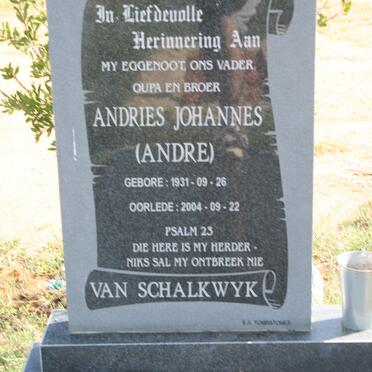 In Liefdevolle
Herinnering Aan
MY EGGENOOT, ONS VADER,
OUPA EN BROER
ANDRIES JOHANNES
(ANDRE)
GEBORE : 1931 - 09 - 26
OORLEDE : 2004 - 09 - 22
PSALM 23
DIE HERE IS MY HERDER -
NIKS SAL MY ONTBREEK NIE
VAN SCHALKWYK
TOMBSTONES